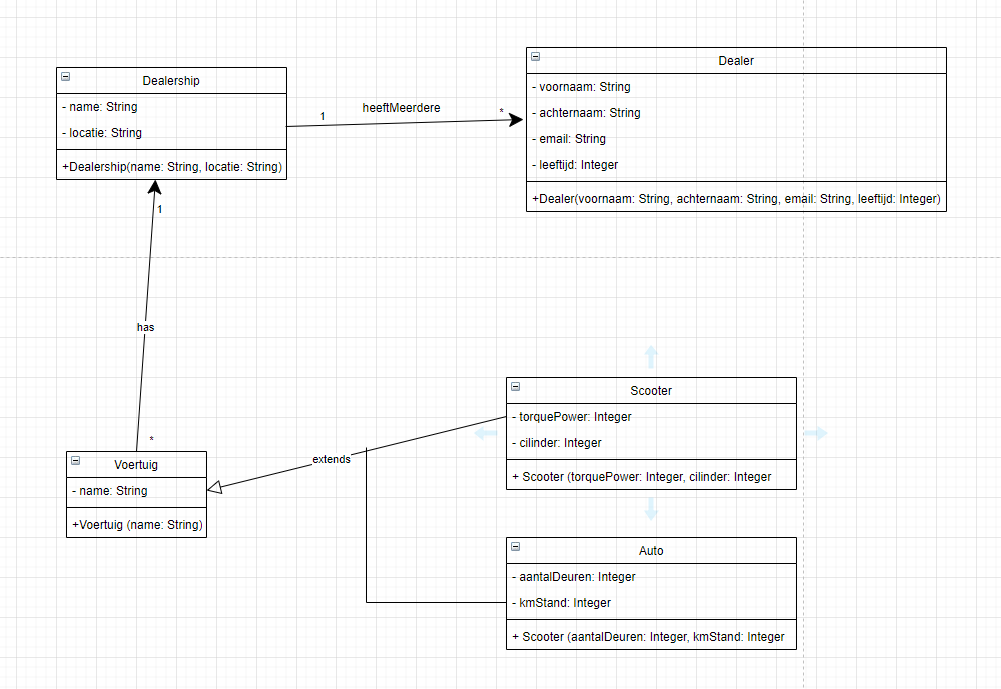 Dealership
- name: String
- locatie: String
+Dealership(name: String, locatie: String)
heeftMeerdere
1
*
Dealer
- voornaam: String
- achternaam: String
- email: String
- leeftijd: Integer
+Dealer(voornaam: String, achternaam: String, email: String, leeftijd: Integer)
1
has
*
Voertuig
- name: String
+Voertuig (name: String)
extends
Scooter
- torquePower: Integer
- cilinder: Integer
+ Scooter (torquePower: Integer, cilinder: Integer
Auto
- aantalDeuren: Integer
- kmStand: Integer
+ Scooter (aantalDeuren: Integer, kmStand: Integer